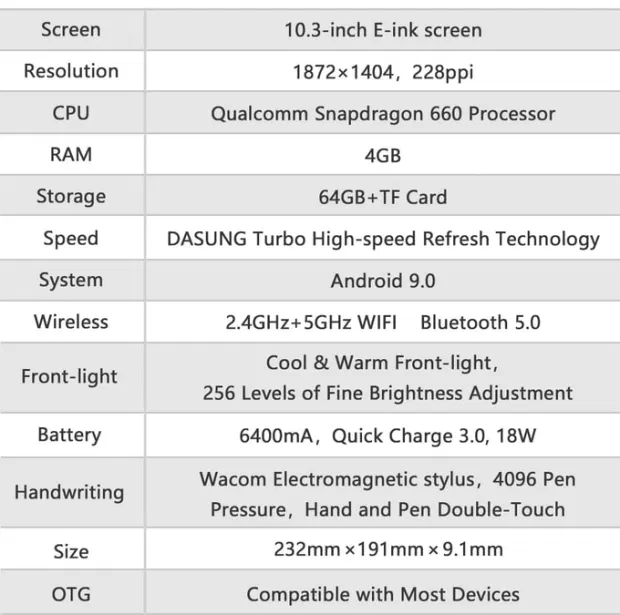 Screen 10.3-inch E-ink screen
Resolution 1872×1404，228ppi
CPU Qualcomm Snapdragon 660 Processor
RAM 4GB
Storage 64GB+TF Card
Speed DASUNG Turbo High-speed Refresh Technology
System Android 9.0
Wireless 2.4GHz+5GHz WIFI Bluetooth 5.0
Front-light Cool & Warm Front-light，
256 Levels of Fine Brightness Adjustment
Battery 6400mA，Quick Charge 3.0, 18W
Handwriting Wacom Electromagnetic stylus，4096 Pen
Pressure，Hand and Pen Double-Touch
Size 232mm×191mm×9.1mm
OTG Compatible with Most Devices